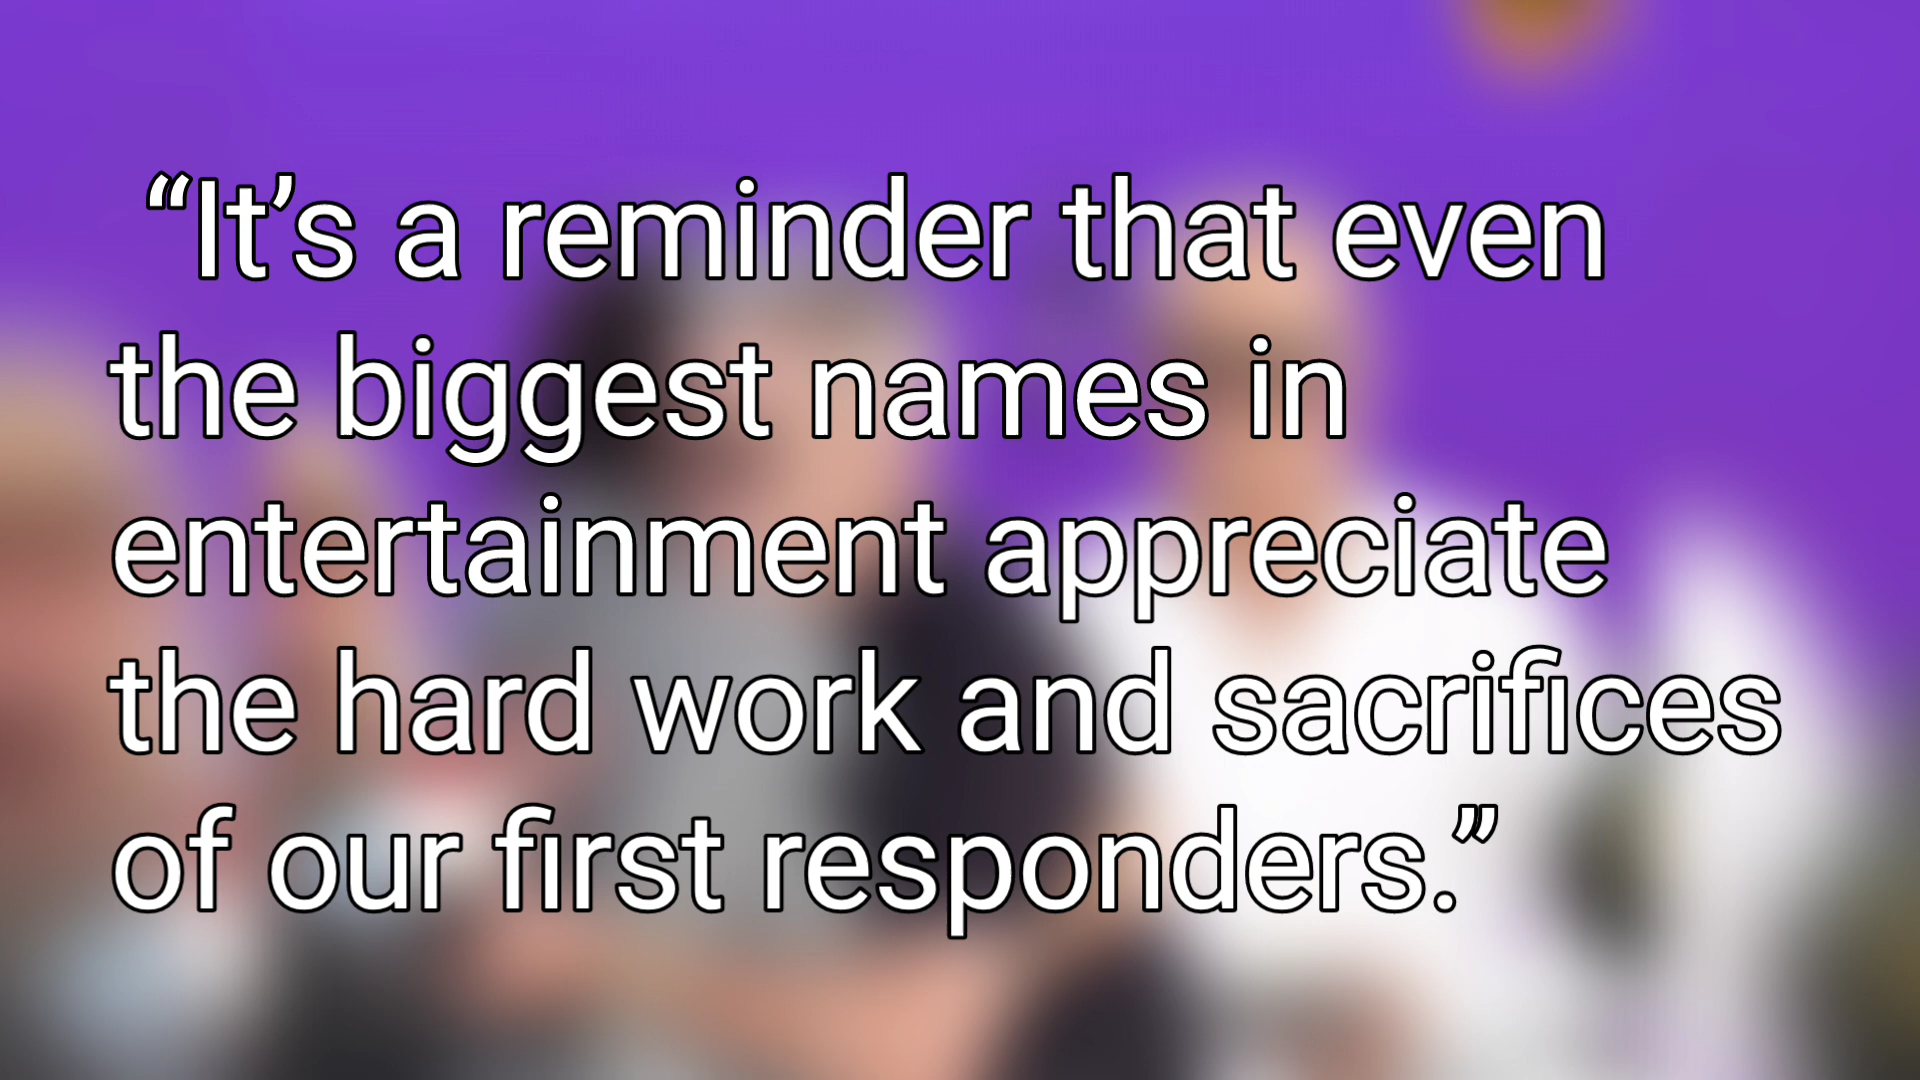 “It’s a reminder that even
the biggest names in
entertainment appreciate
the hard work and sacrifices
of our first responders.”